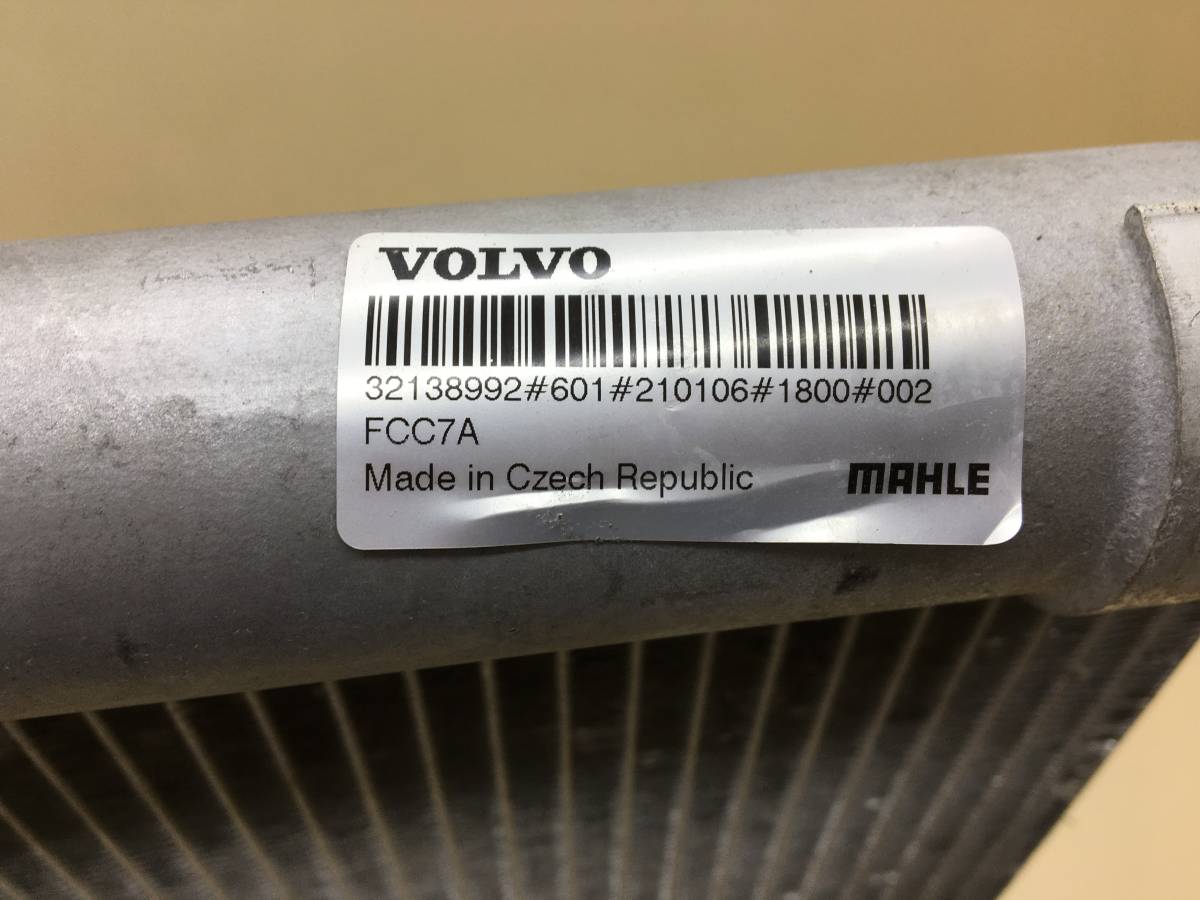 VOLVO
32138992#601#210106#1800#002
FCC7A
Made in Czech Republic MAHLE